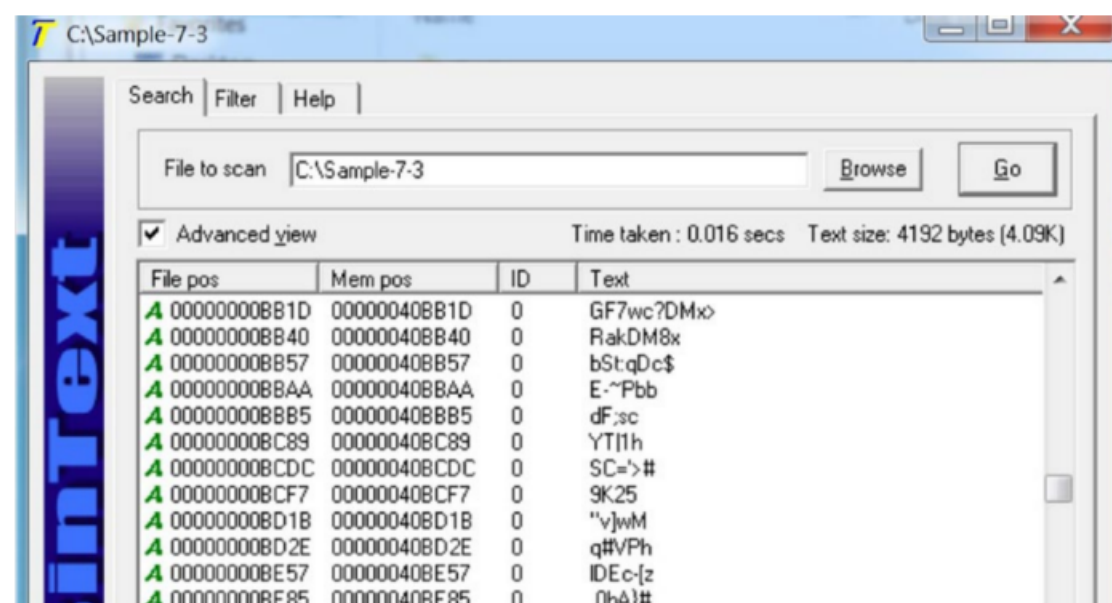 C:\Sample-7-3
Search Filter Help
File to scan C:\Sample-7-3 Browse Go
Advanced view Time taken : 0.016 secs Text size: 4192 bytes (4.09K)
File pos Mem pos ID Text
A 00000000BB1D 00000040BB1D 0 GF7wc?DMx>
A 00000000BB40 00000040BB40 0 RakDM8x
A 00000000BB57 00000040BB57 0 bSt:qDc$
A 00000000BBAA 00000040BBAA 0 E-~Pbb
A 00000000BBB5 00000040BBB5 0 dF;sc
A 00000000BC89 00000040BC89 0 YT|1h
A 00000000BCDC 00000040BCDC 0 SC='>#
A 00000000BCF7 00000040BCF7 0 9K25
A 00000000BD1B 00000040BD1B 0 "v]wM
A 00000000BD2E 00000040BD2E 0 q#VPh
A 00000000BE57 00000040BE57 0 IDEc-[z
A 00000000BE85 00000040BE85 0
inText